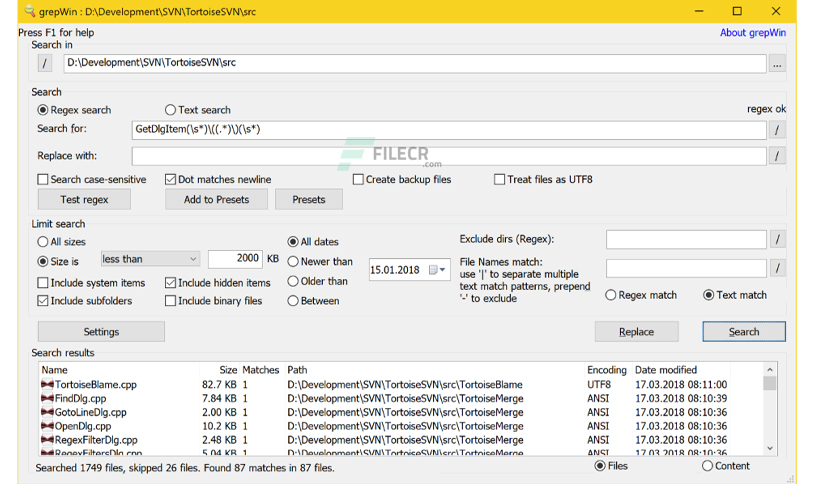 grepWin : D:\Development\SVN\TortoiseSVN\src
Press F1 for help About grepWin
Search in
/ D:\Development\SVN\TortoiseSVN\src ...
Search
Regex search Text search regex ok
Search for: GetDlgItem(\s*)\((.*)\)(\s*) /
Replace with: /
FILECR
.com
Search case-sensitive Dot matches newline Create backup files Treat files as UTF8
Test regex Add to Presets Presets
Limit search
All sizes All dates Exclude dirs (Regex): /
Size is less than 2000 KB Newer than 15.01.2018 File Names match: /
use '|' to separate multiple
text match patterns, prepend
'-' to exclude
Include system items Include hidden items Older than Regex match Text match
Include subfolders Include binary files Between
Settings Replace Search
Search results
Name Size Matches Path Encoding Date modified
TortoiseBlame.cpp 82.7 KB 1 D:\Development\SVN\TortoiseSVN\src\TortoiseBlame UTF8 17.03.2018 08:11:00
FindDlg.cpp 7.84 KB 1 D:\Development\SVN\TortoiseSVN\src\TortoiseMerge ANSI 17.03.2018 08:10:39
GotoLineDlg.cpp 2.00 KB 1 D:\Development\SVN\TortoiseSVN\src\TortoiseMerge ANSI 17.03.2018 08:10:36
OpenDlg.cpp 10.2 KB 1 D:\Development\SVN\TortoiseSVN\src\TortoiseMerge ANSI 17.03.2018 08:10:36
RegexFilterDlg.cpp 2.48 KB 1 D:\Development\SVN\TortoiseSVN\src\TortoiseMerge ANSI 17.03.2018 08:10:36
RegexFiltersDlg.cpp 5.04 KB 1 D:\Development\SVN\TortoiseSVN\src\TortoiseMerge ANSI 17.03.2018 08:10:36
Searched 1749 files, skipped 26 files. Found 87 matches in 87 files. Files Content